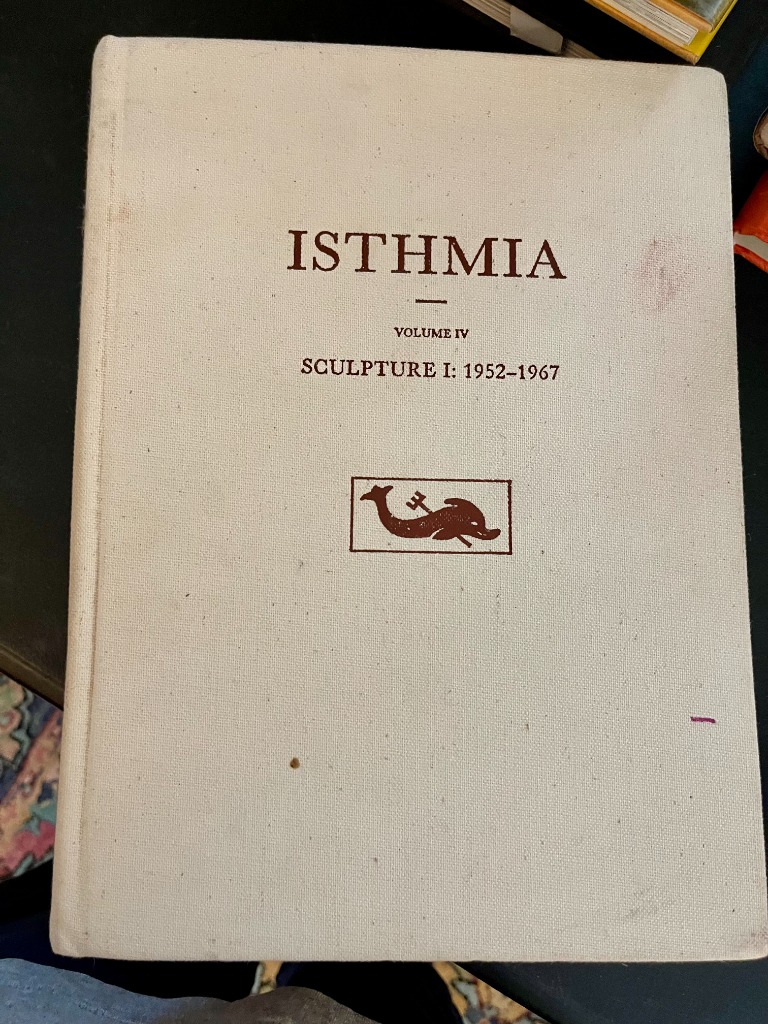 ISTHMIA
VOLUME IV
SCULPTURE I: 1952–1967